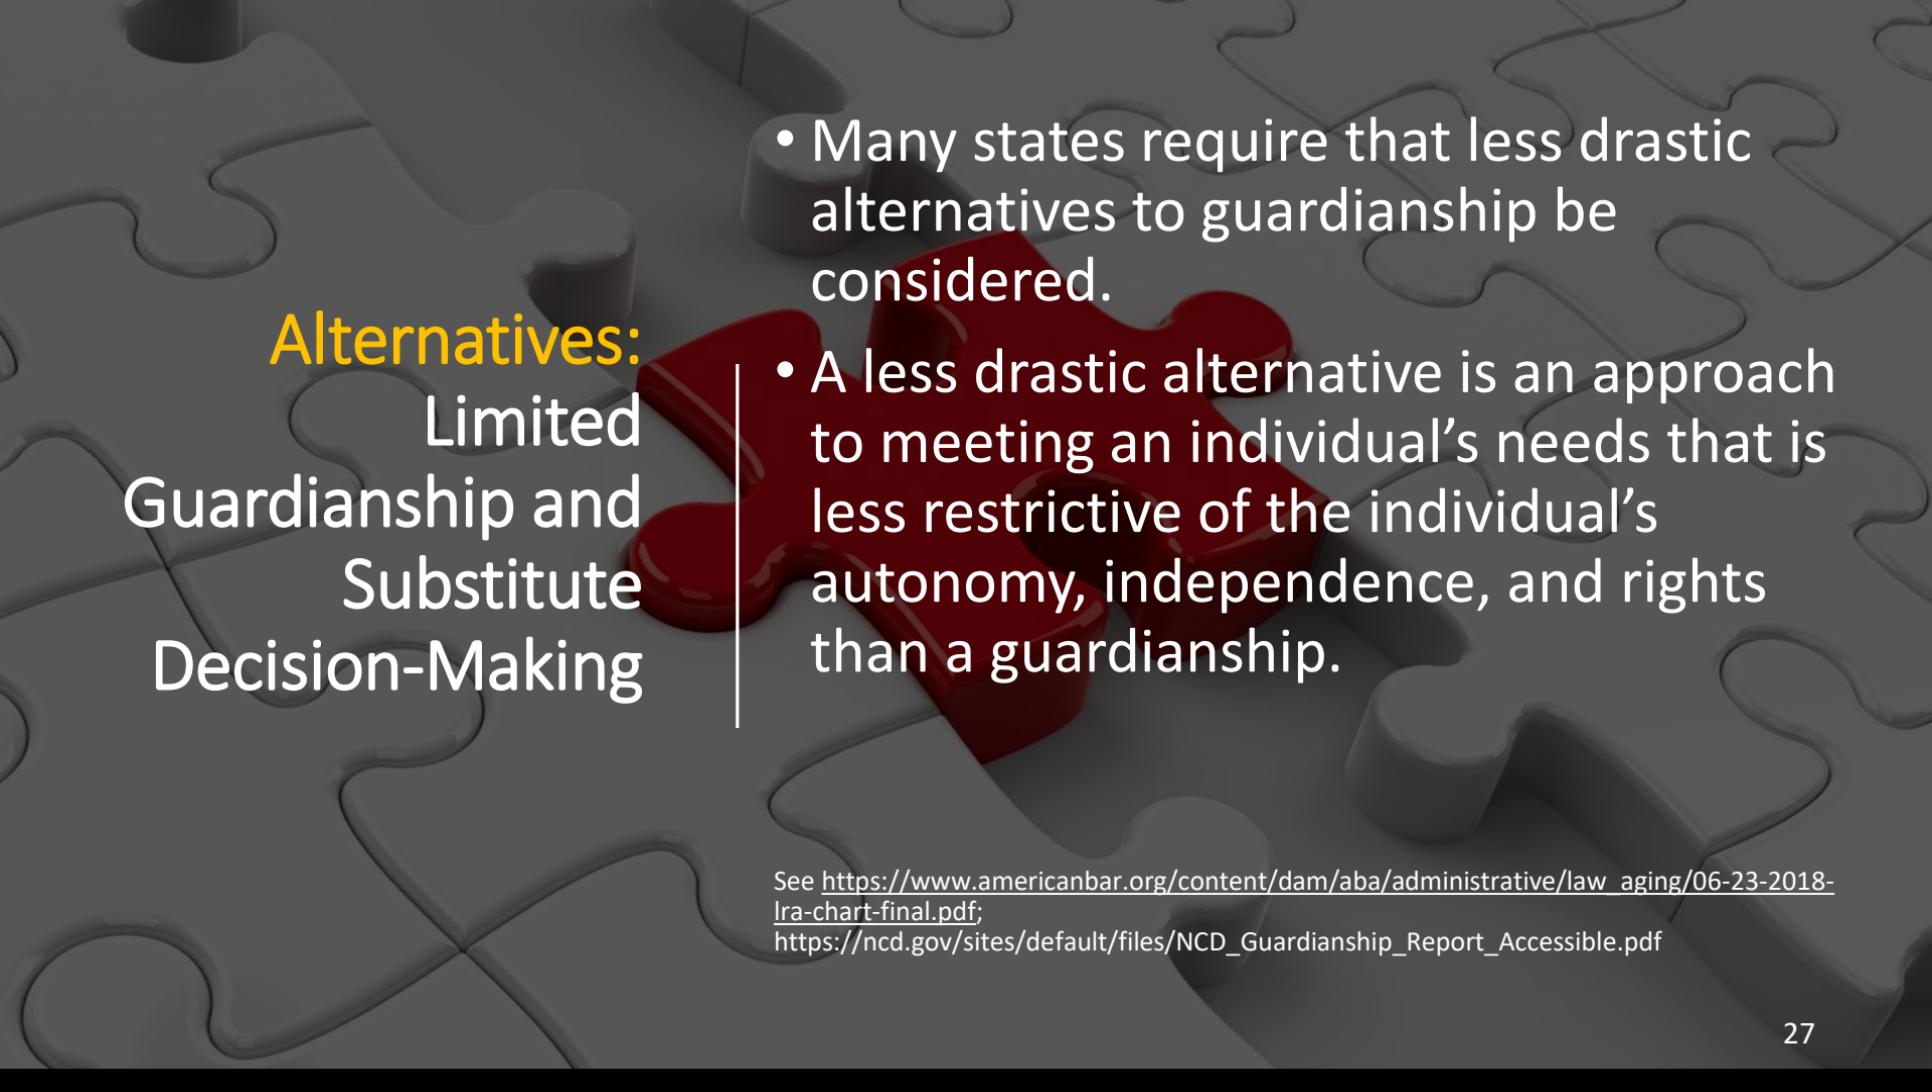 Alternatives:
Limited
Guardianship and
Substitute
Decision-Making
• Many states require that less drastic
alternatives to guardianship be
considered.
• A less drastic alternative is an approach
to meeting an individual’s needs that is
less restrictive of the individual’s
autonomy, independence, and rights
than a guardianship.
See https://www.americanbar.org/content/dam/aba/administrative/law_aging/06-23-2018-
lra-chart-final.pdf;
https://ncd.gov/sites/default/files/NCD_Guardianship_Report_Accessible.pdf
27